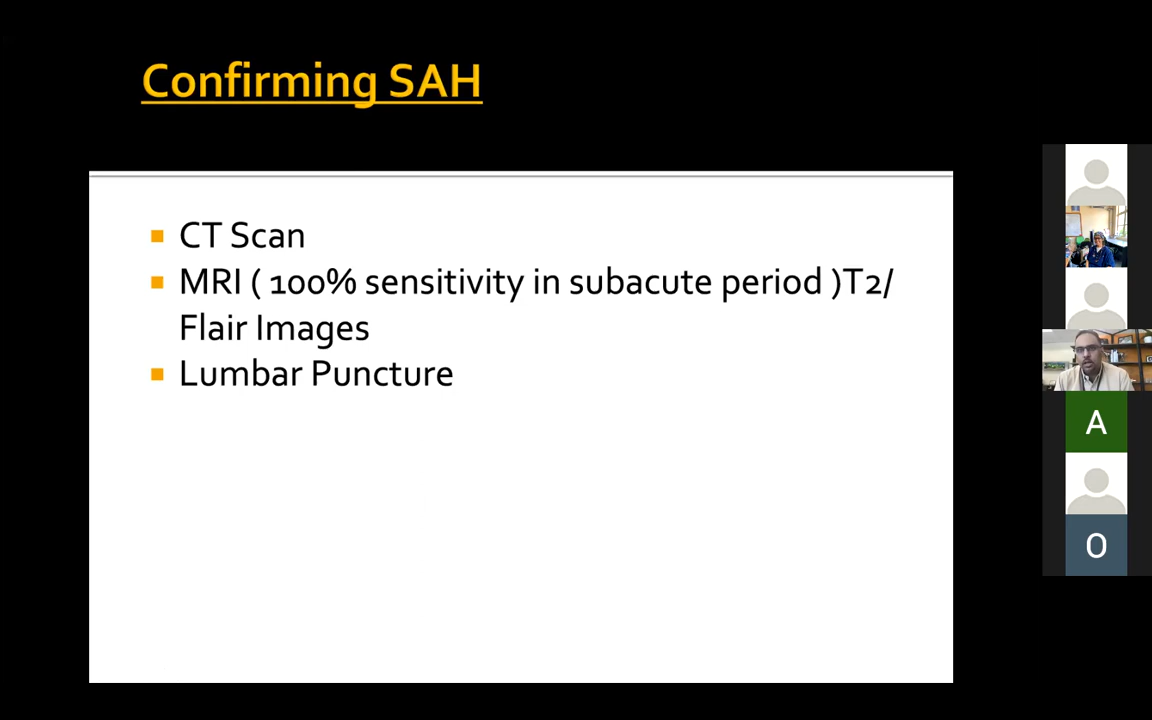 Confirming SAH
CT Scan
MRI ( 100% sensitivity in subacute period )T2/
Flair Images
Lumbar Puncture
A
O